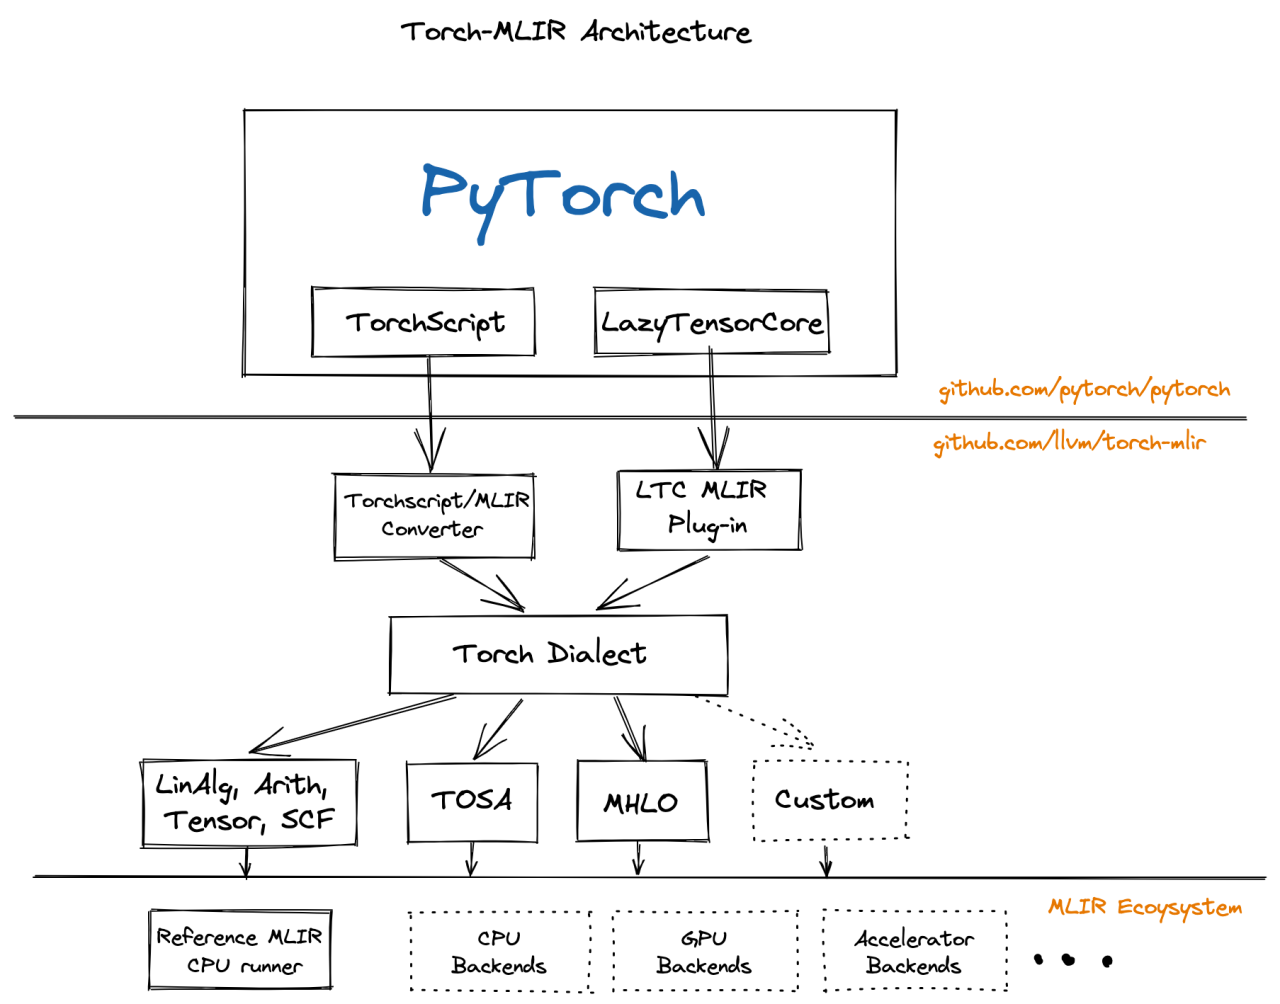 Torch-MLIR Architecture
PyTorch
TorchScript
LazyTensorCore
github.com/pytorch/pytorch
github.com/llvm/torch-mlir
Torchscript/MLIR
Converter
LTC MLIR
Plug-in
Torch Dialect
LinAlg, Arith,
Tensor, SCF
TOSA
MHLO
Custom
MLIR Ecoysystem
Reference MLIR
CPU runner
CPU
Backends
GPU
Backends
Accelerator
Backends